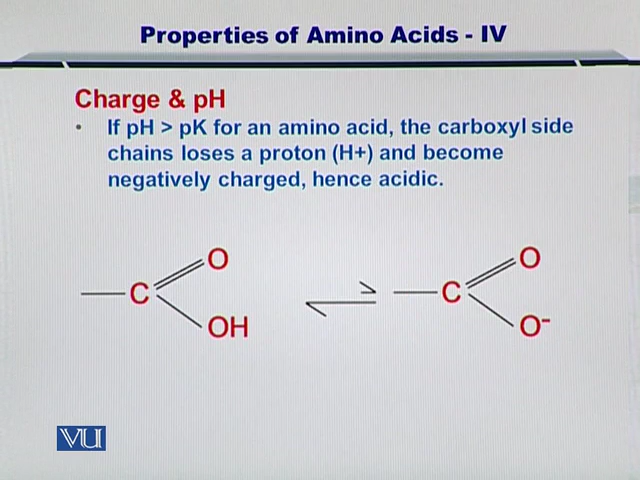 Properties of Amino Acids - IV
Charge & pH
• If pH > pK for an amino acid, the carboxyl side
chains loses a proton (H+) and become
negatively charged, hence acidic.
O O
C C
OH O-
VU